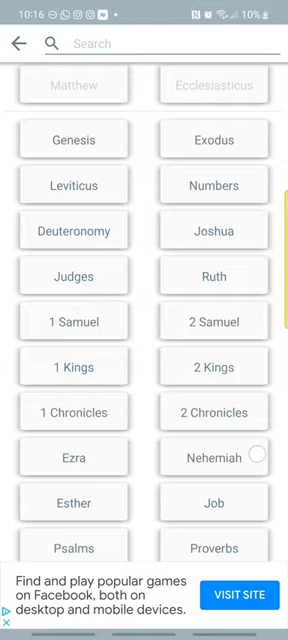 10:16
10%
Search
Matthew Ecclesiasticus
Genesis Exodus
Leviticus Numbers
Deuteronomy Joshua
Judges Ruth
1 Samuel 2 Samuel
1 Kings 2 Kings
1 Chronicles 2 Chronicles
Ezra Nehemiah
Esther Job
Psalms Proverbs
Find and play popular games
on Facebook, both on
desktop and mobile devices.
VISIT SITE